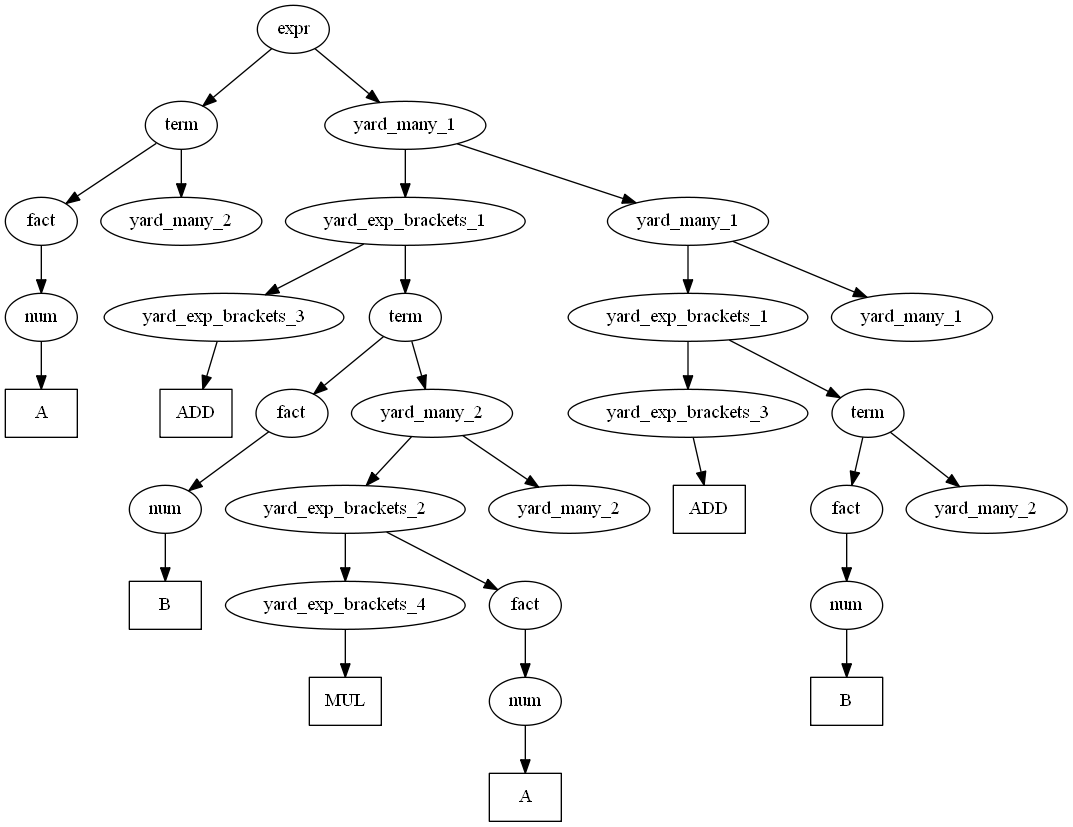 expr
term
yard_many_1
fact
yard_many_2
yard_exp_brackets_1
yard_many_1
num
yard_exp_brackets_3
term
yard_exp_brackets_1
yard_many_1
A
ADD
fact
yard_many_2
yard_exp_brackets_3
term
num
yard_exp_brackets_2
yard_many_2
ADD
fact
yard_many_2
B
yard_exp_brackets_4
fact
num
MUL
num
B
A